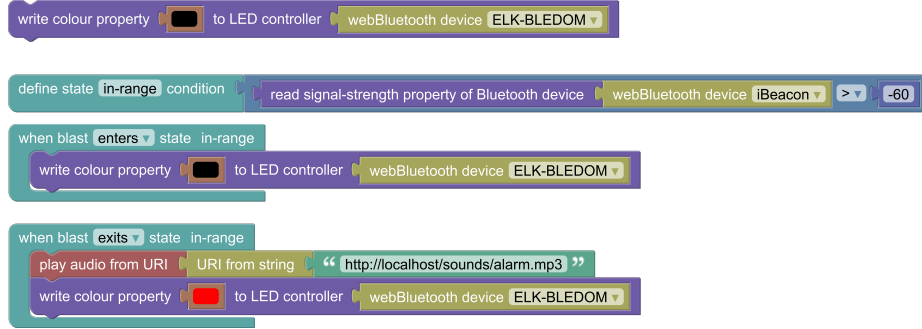 write colour property to LED controller webBluetooth device ELK-BLEDOM ▾
define state in-range condition read signal-strength property of Bluetooth device webBluetooth device iBeacon ▾ > ▾ -60
when blast enters ▾ state in-range
write colour property to LED controller webBluetooth device ELK-BLEDOM ▾
when blast exits ▾ state in-range
play audio from URI URI from string “ http://localhost/sounds/alarm.mp3 ”
write colour property to LED controller webBluetooth device ELK-BLEDOM ▾